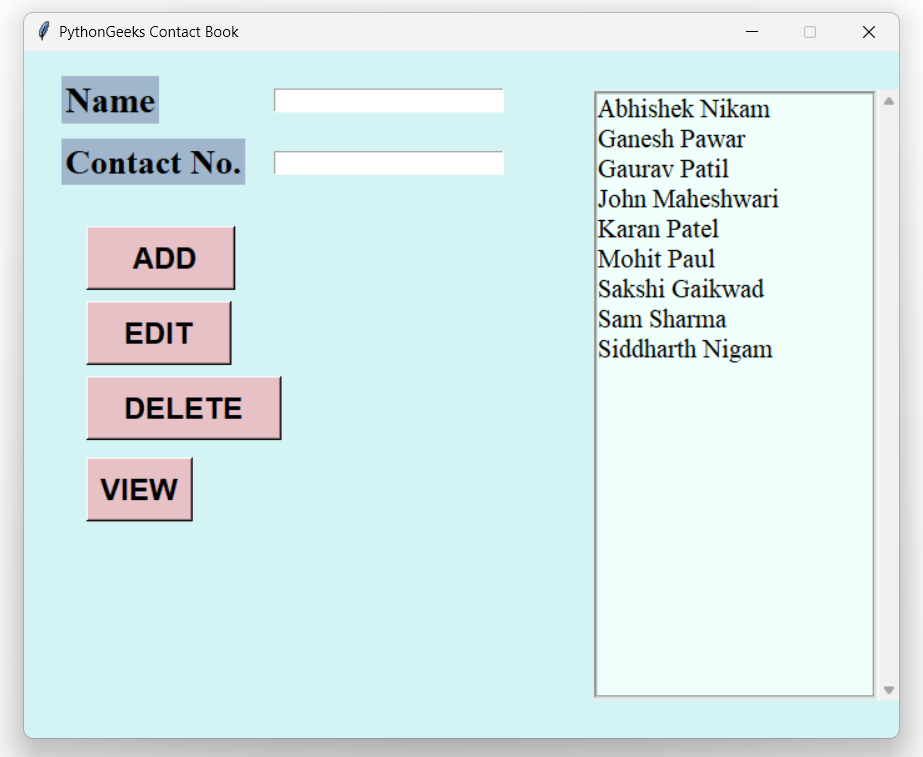 PythonGeeks Contact Book
Name
Contact No.
ADD
EDIT
DELETE
VIEW
Abhishek Nikam
Ganesh Pawar
Gaurav Patil
John Maheshwari
Karan Patel
Mohit Paul
Sakshi Gaikwad
Sam Sharma
Siddharth Nigam